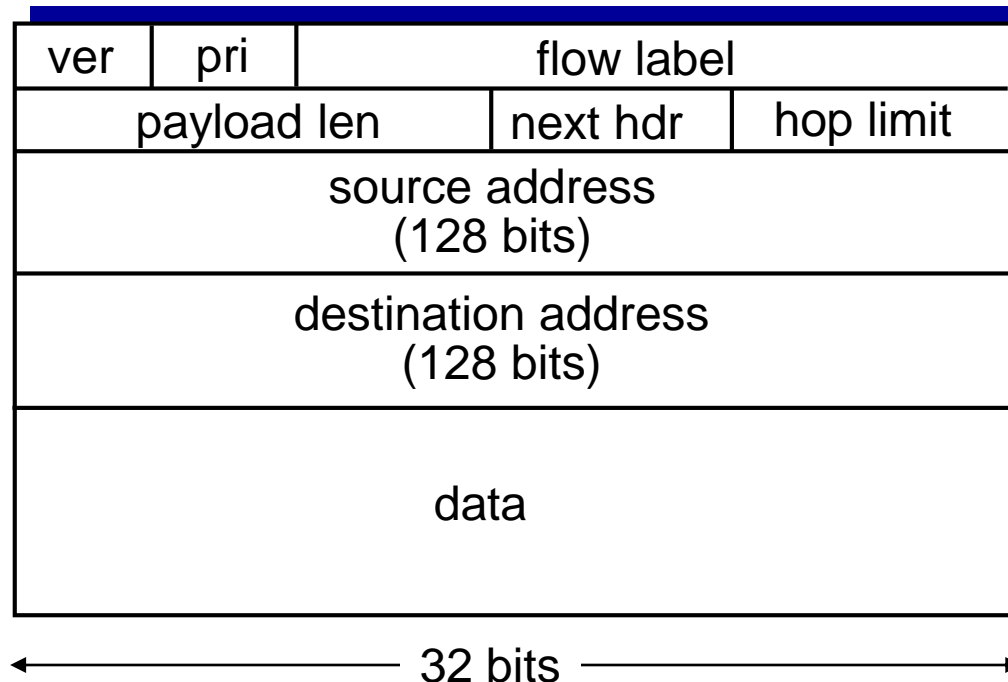 ver pri flow label
payload len next hdr hop limit
source address
(128 bits)
destination address
(128 bits)
data
32 bits